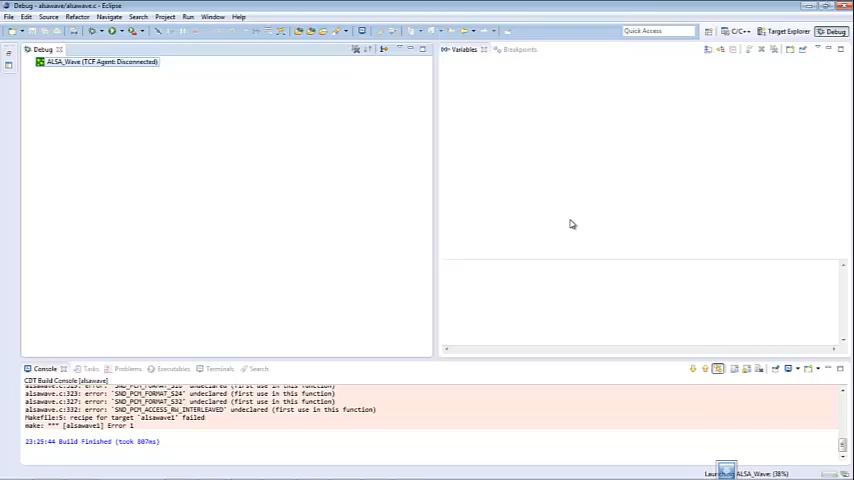 Debug - alsawave/alsawave.c - Eclipse
File Edit Source Refactor Navigate Search Project Run Window Help
Quick Access
C/C++ Target Explorer Debug
Debug
Variables Breakpoints
ALSA_Wave (TCF Agent: Disconnected)
Console Tasks Problems Executables Terminals Search
CDT Build Console [alsawave]
alsawave.c:323: error: 'SND_PCM_FORMAT_S24' undeclared (first use in this function)
alsawave.c:327: error: 'SND_PCM_FORMAT_S32' undeclared (first use in this function)
alsawave.c:332: error: 'SND_PCM_ACCESS_RW_INTERLEAVED' undeclared (first use in this function)
Makefile:5: recipe for target 'alsawave1' failed
make: *** [alsawave1] Error 1
23:25:44 Build Finished (took 807ms)
ALSA_Wave: (38%)